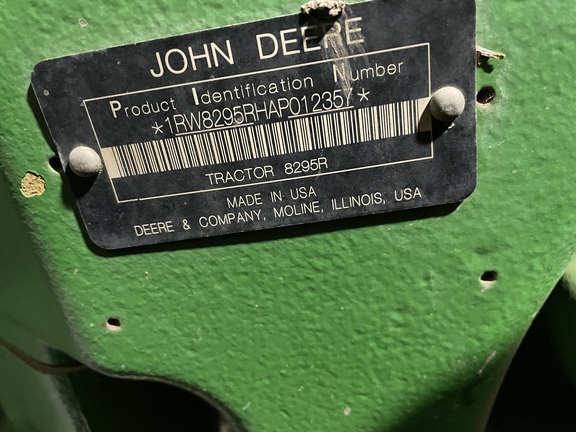 JOHN DEERE
Product Identification Number
*1RW8295RHAP012357*
TRACTOR 8295R
MADE IN USA
DEERE & COMPANY, MOLINE, ILLINOIS, USA